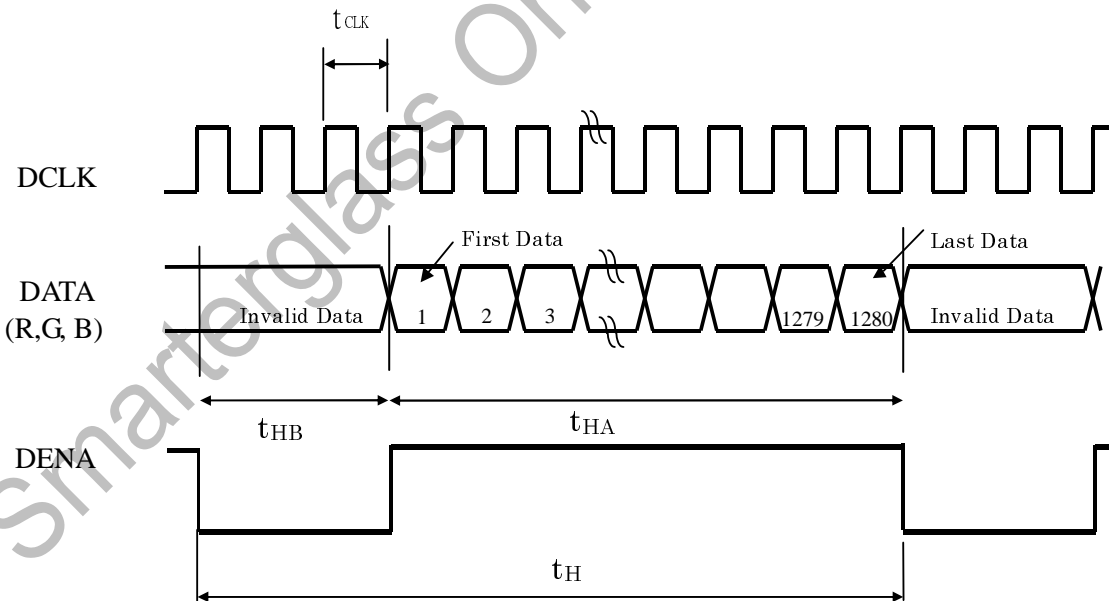 tCLK
DCLK
First Data
Last Data
DATA
(R,G, B)
Invalid Data 1 2 3 1279 1280 Invalid Data
tHB
tHA
DENA
tH
Smarterglass On